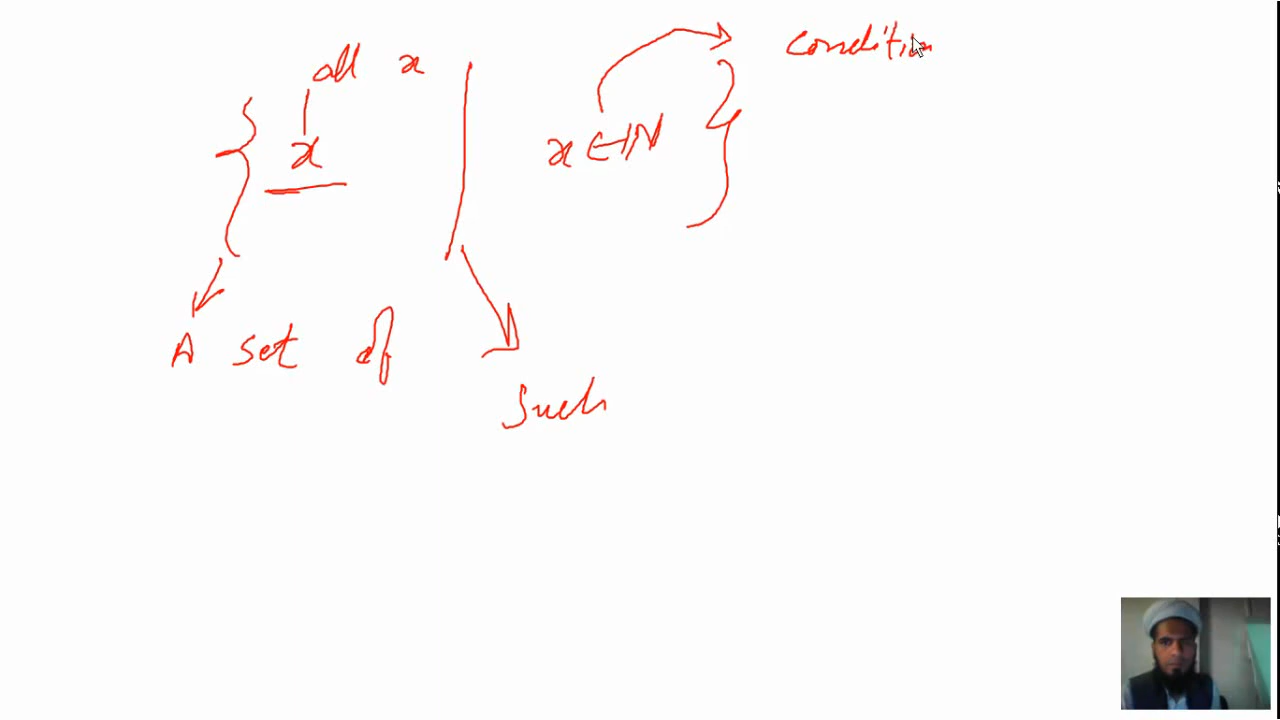 all x
condition
{ x | x ∈ ℕ }
A set of
Such